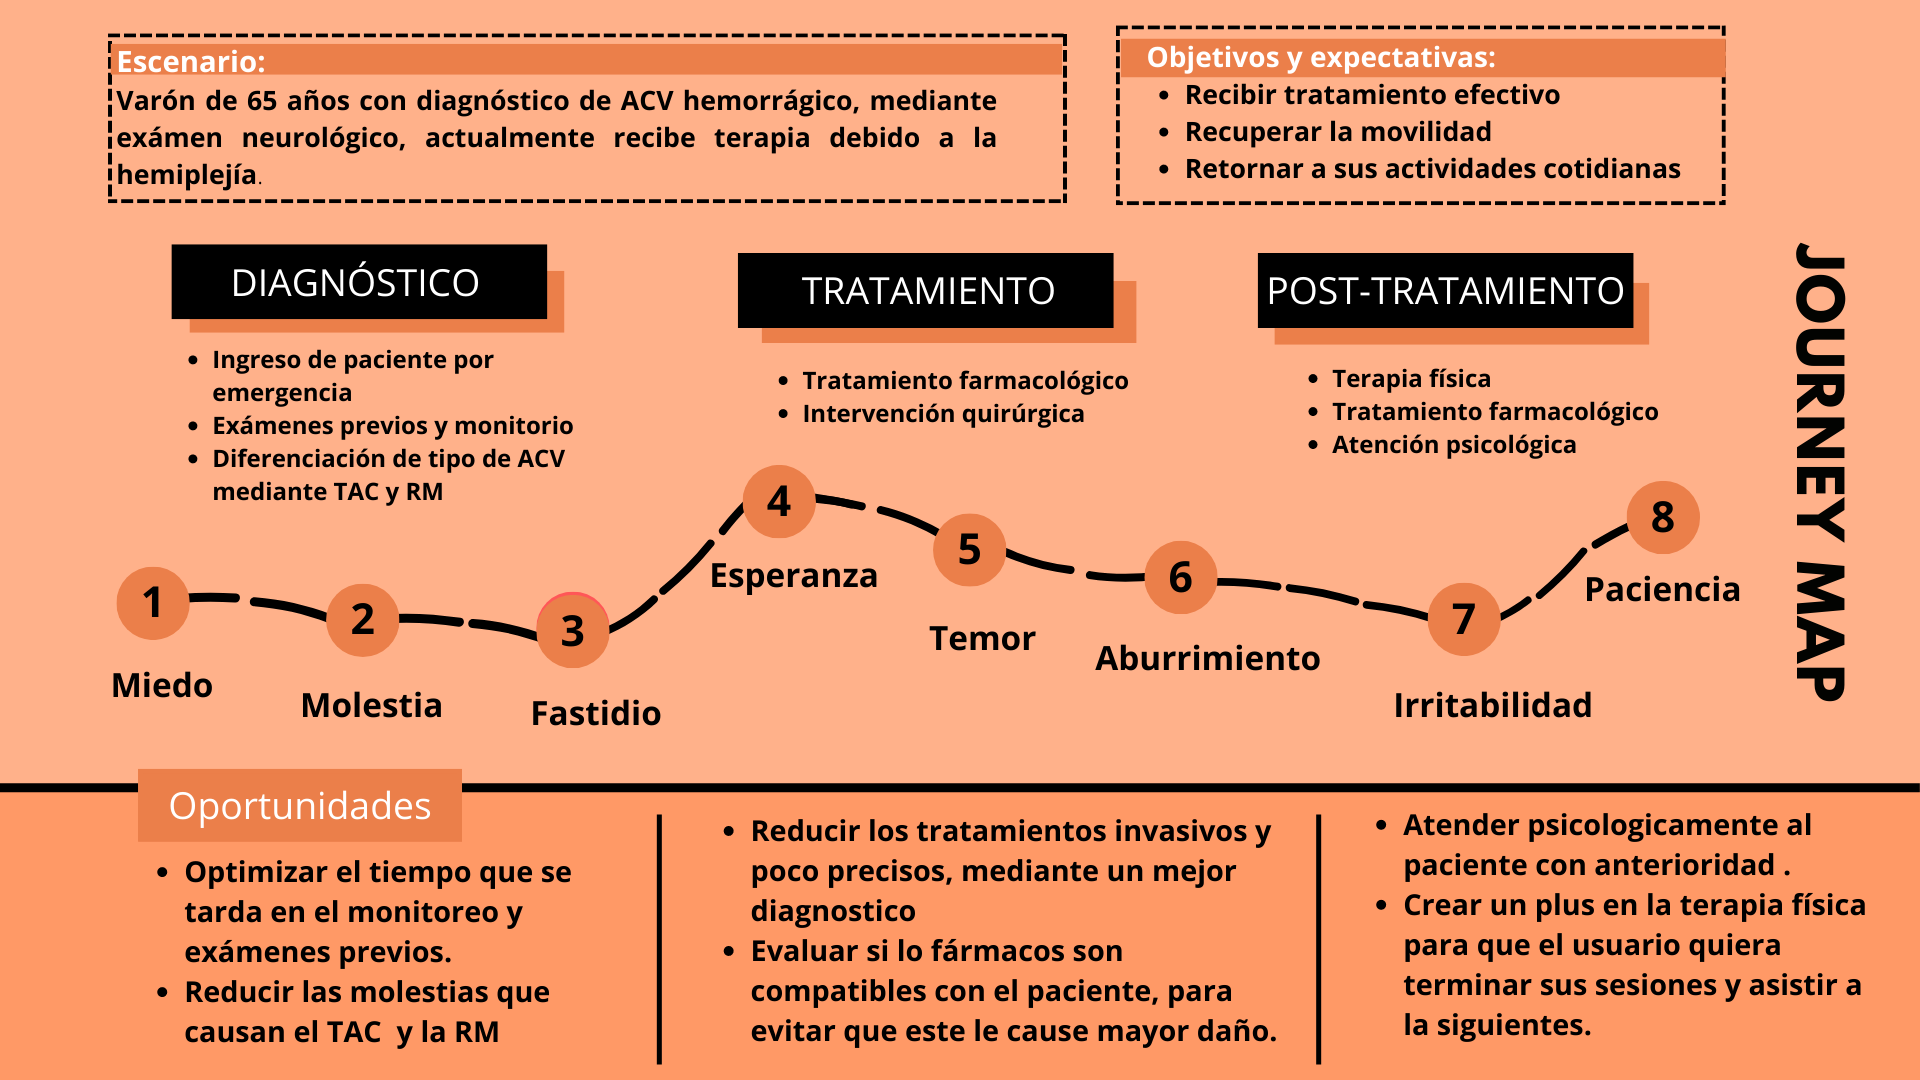 Escenario:
Varón de 65 años con diagnóstico de ACV hemorrágico, mediante
exámen neurológico, actualmente recibe terapia debido a la
hemiplejía.
Objetivos y expectativas:
• Recibir tratamiento efectivo
• Recuperar la movilidad
• Retornar a sus actividades cotidianas
DIAGNÓSTICO
• Ingreso de paciente por
emergencia
• Exámenes previos y monitorio
• Diferenciación de tipo de ACV
mediante TAC y RM
TRATAMIENTO
• Tratamiento farmacológico
• Intervención quirúrgica
POST-TRATAMIENTO
• Terapia física
• Tratamiento farmacológico
• Atención psicológica
JOURNEY MAP
1
Miedo
2
Molestia
3
Fastidio
4
Esperanza
5
Temor
6
Aburrimiento
7
Irritabilidad
8
Paciencia
Oportunidades
• Optimizar el tiempo que se
tarda en el monitoreo y
exámenes previos.
• Reducir las molestias que
causan el TAC y la RM
• Reducir los tratamientos invasivos y
poco precisos, mediante un mejor
diagnostico
• Evaluar si lo fármacos son
compatibles con el paciente, para
evitar que este le cause mayor daño.
• Atender psicologicamente al
paciente con anterioridad .
• Crear un plus en la terapia física
para que el usuario quiera
terminar sus sesiones y asistir a
la siguientes.